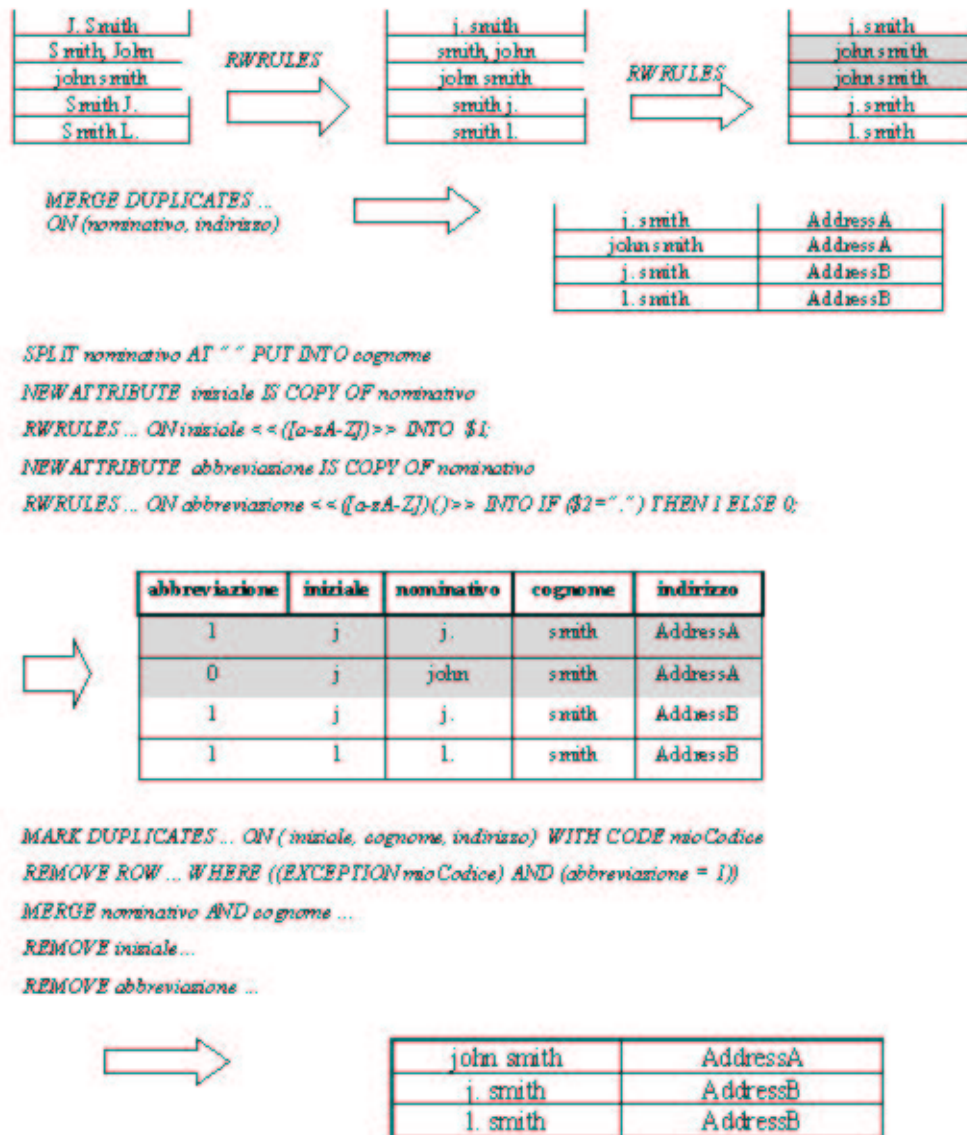 J. Smith
Smith, John
john smith
Smith J.
Smith L.
RWRULES
j. smith
smith, john
john smith
smith j.
smith l.
RWRULES
j. smith
john smith
john smith
j. smith
l. smith
MERGE DUPLICATES ...
ON (nominativo, indirizzo)
j. smith AddressA
john smith AddressA
j. smith AddressB
l. smith AddressB
SPLIT nominativo AT " " PUT INTO cognome
NEW ATTRIBUTE iniziale IS COPY OF nominativo
RWRULES ... ON iniziale <<([a-zA-Z])>> INTO $1;
NEW ATTRIBUTE abbreviazione IS COPY OF nominativo
RWRULES ... ON abbreviazione <<([a-zA-Z])()>> INTO IF ($2=".") THEN 1 ELSE 0;
abbreviazione iniziale nominativo cognome indirizzo
1 j j. smith AddressA
0 j john smith AddressA
1 j j. smith AddressB
1 l l. smith AddressB
MARK DUPLICATES ... ON ( iniziale, cognome, indirizzo) WITH CODE mioCodice
REMOVE ROW ... WHERE ((EXCEPTION mioCodice) AND (abbreviazione = 1))
MERGE nominativo AND cognome ...
REMOVE iniziale ...
REMOVE abbreviazione ...
john smith AddressA
j. smith AddressB
l. smith AddressB